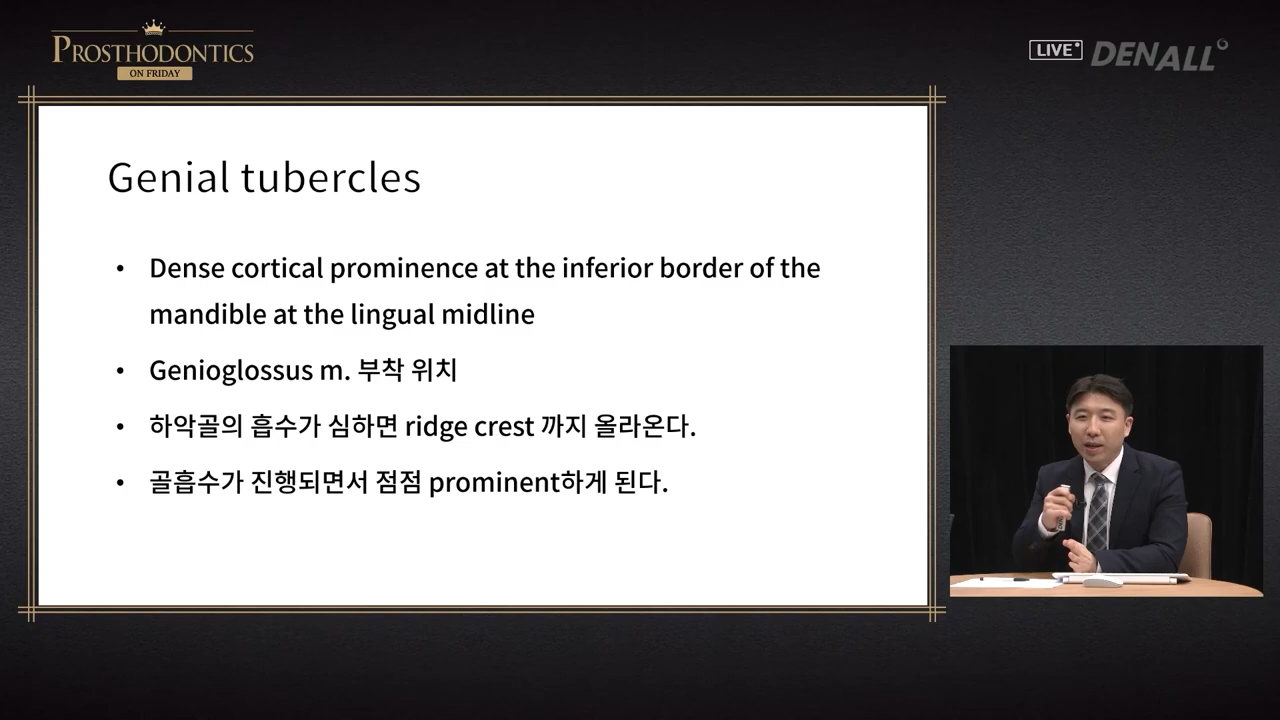 PROSTHODONTICS
ON FRIDAY
LIVE
DENALL
Genial tubercles
• Dense cortical prominence at the inferior border of the
mandible at the lingual midline
• Genioglossus m. 부착 위치
• 하악골의 흡수가 심하면 ridge crest 까지 올라온다.
• 골흡수가 진행되면서 점점 prominent하게 된다.